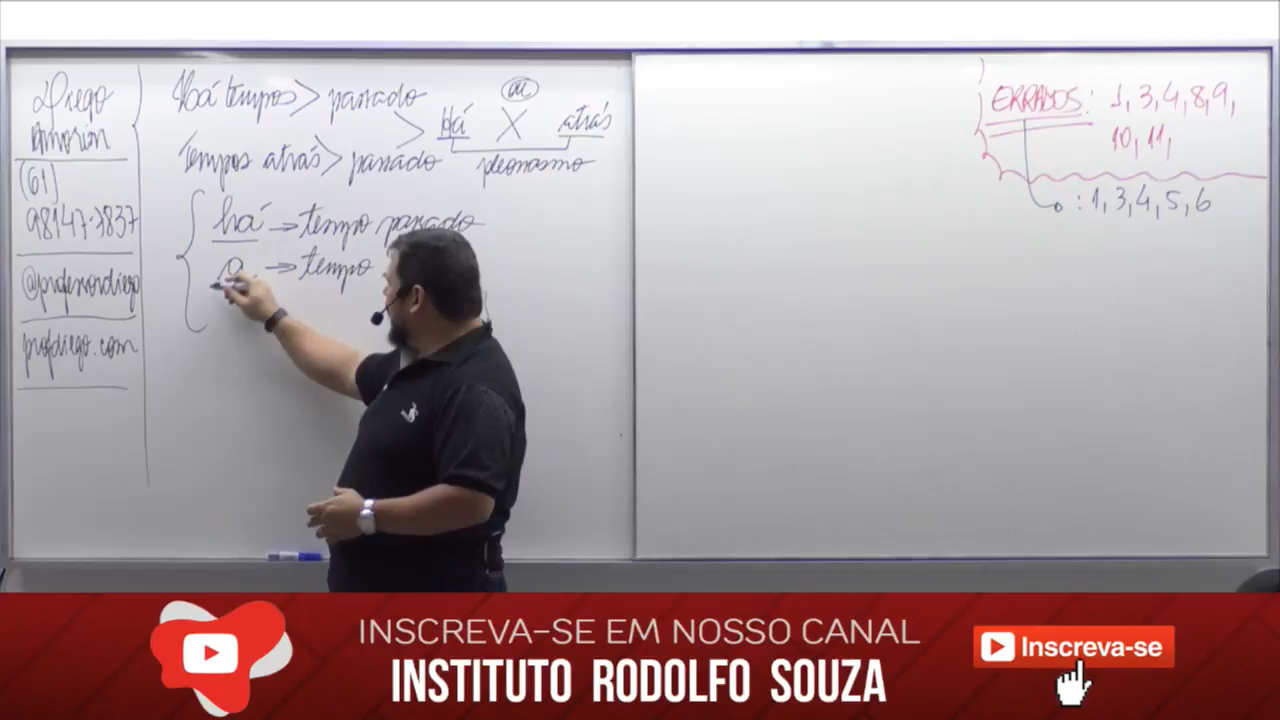 Diego
Amorim
(61)
98147-7837
@professordiego
profdiego.com
Há tempos > passado
Tempos atrás > passado
ou
Há X atrás
pleonasmo
há → tempo passado
a → tempo
ERRADOS: 1, 3, 4, 8, 9,
10, 11,
: 1, 3, 4, 5, 6
INSCREVA-SE EM NOSSO CANAL
INSTITUTO RODOLFO SOUZA
Inscreva-se